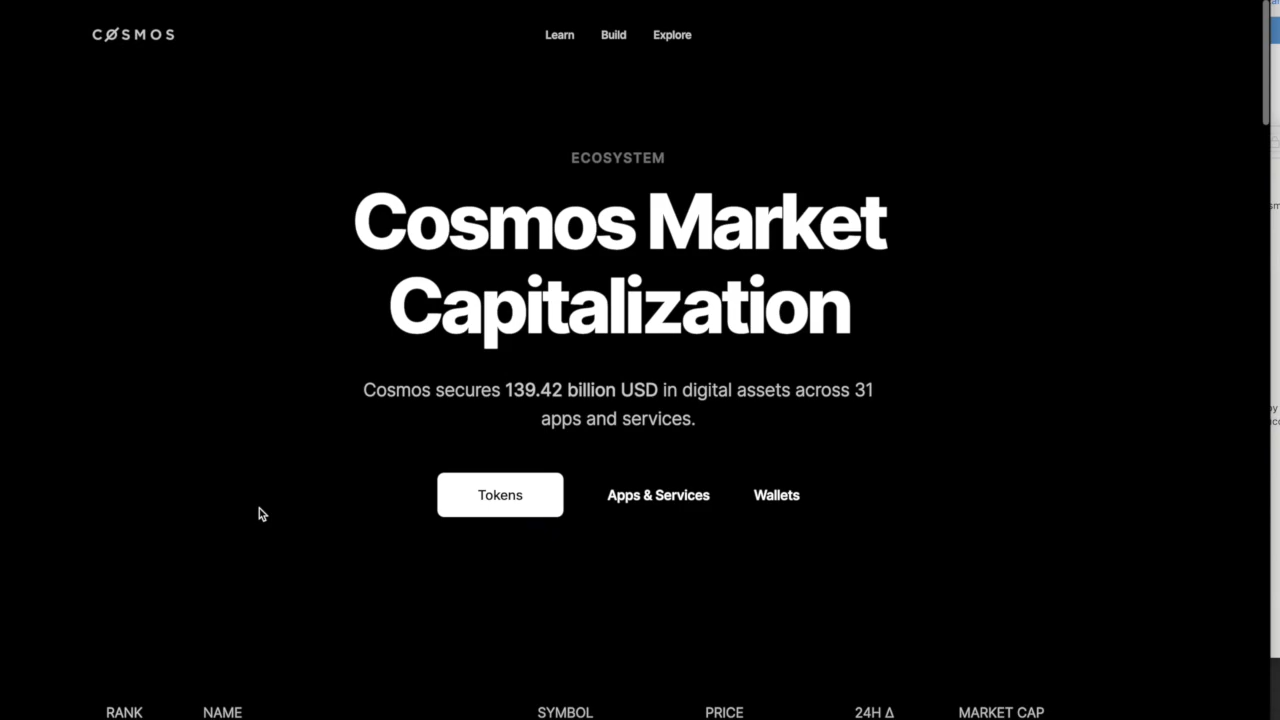 CØSMOS
Learn Build Explore
ECOSYSTEM
Cosmos Market
Capitalization
Cosmos secures 139.42 billion USD in digital assets across 31
apps and services.
Tokens Apps & Services Wallets
RANK NAME SYMBOL PRICE 24H Δ MARKET CAP